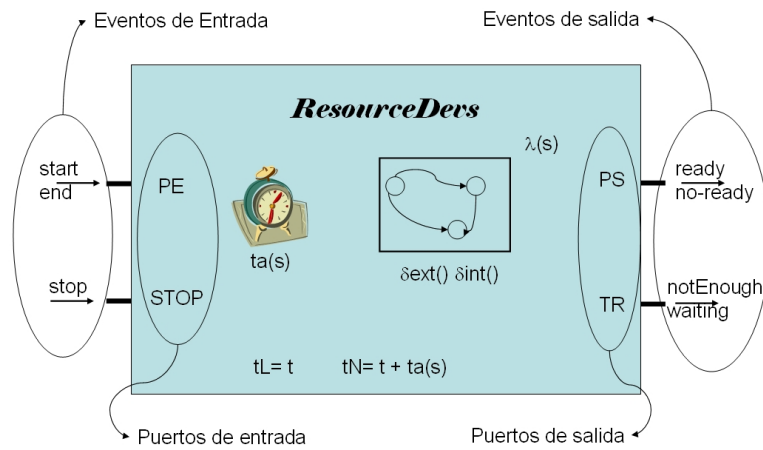 Eventos de Entrada
Eventos de salida
ResourceDevs
λ(s)
start
end
PE
PS
ready
no-ready
ta(s)
δext() δint()
stop
STOP
TR
notEnough
waiting
tL= t
tN= t + ta(s)
Puertos de entrada
Puertos de salida